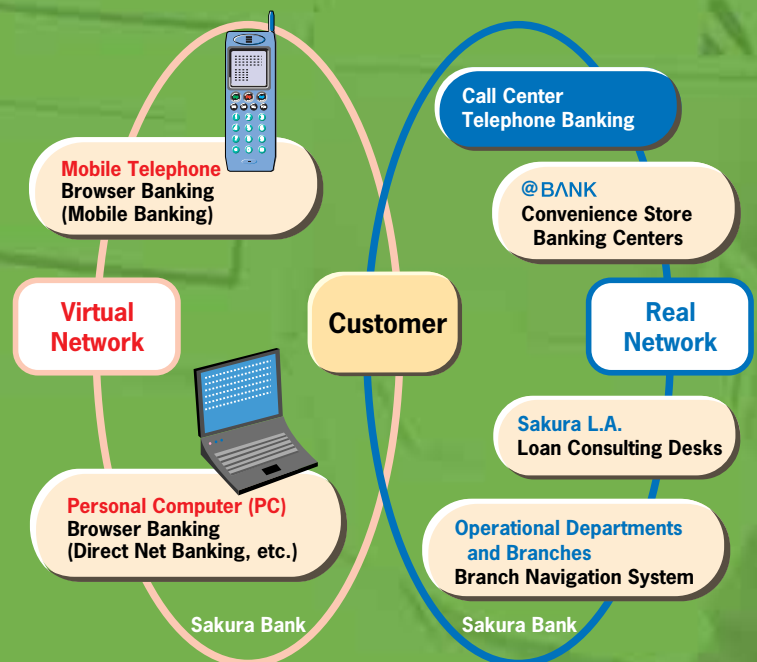 Mobile Telephone
Browser Banking
(Mobile Banking)
Virtual
Network
Personal Computer (PC)
Browser Banking
(Direct Net Banking, etc.)
Sakura Bank
Customer
Call Center
Telephone Banking
@BΛNK
Convenience Store
Banking Centers
Real
Network
Sakura L.A.
Loan Consulting Desks
Operational Departments
and Branches
Branch Navigation System
Sakura Bank